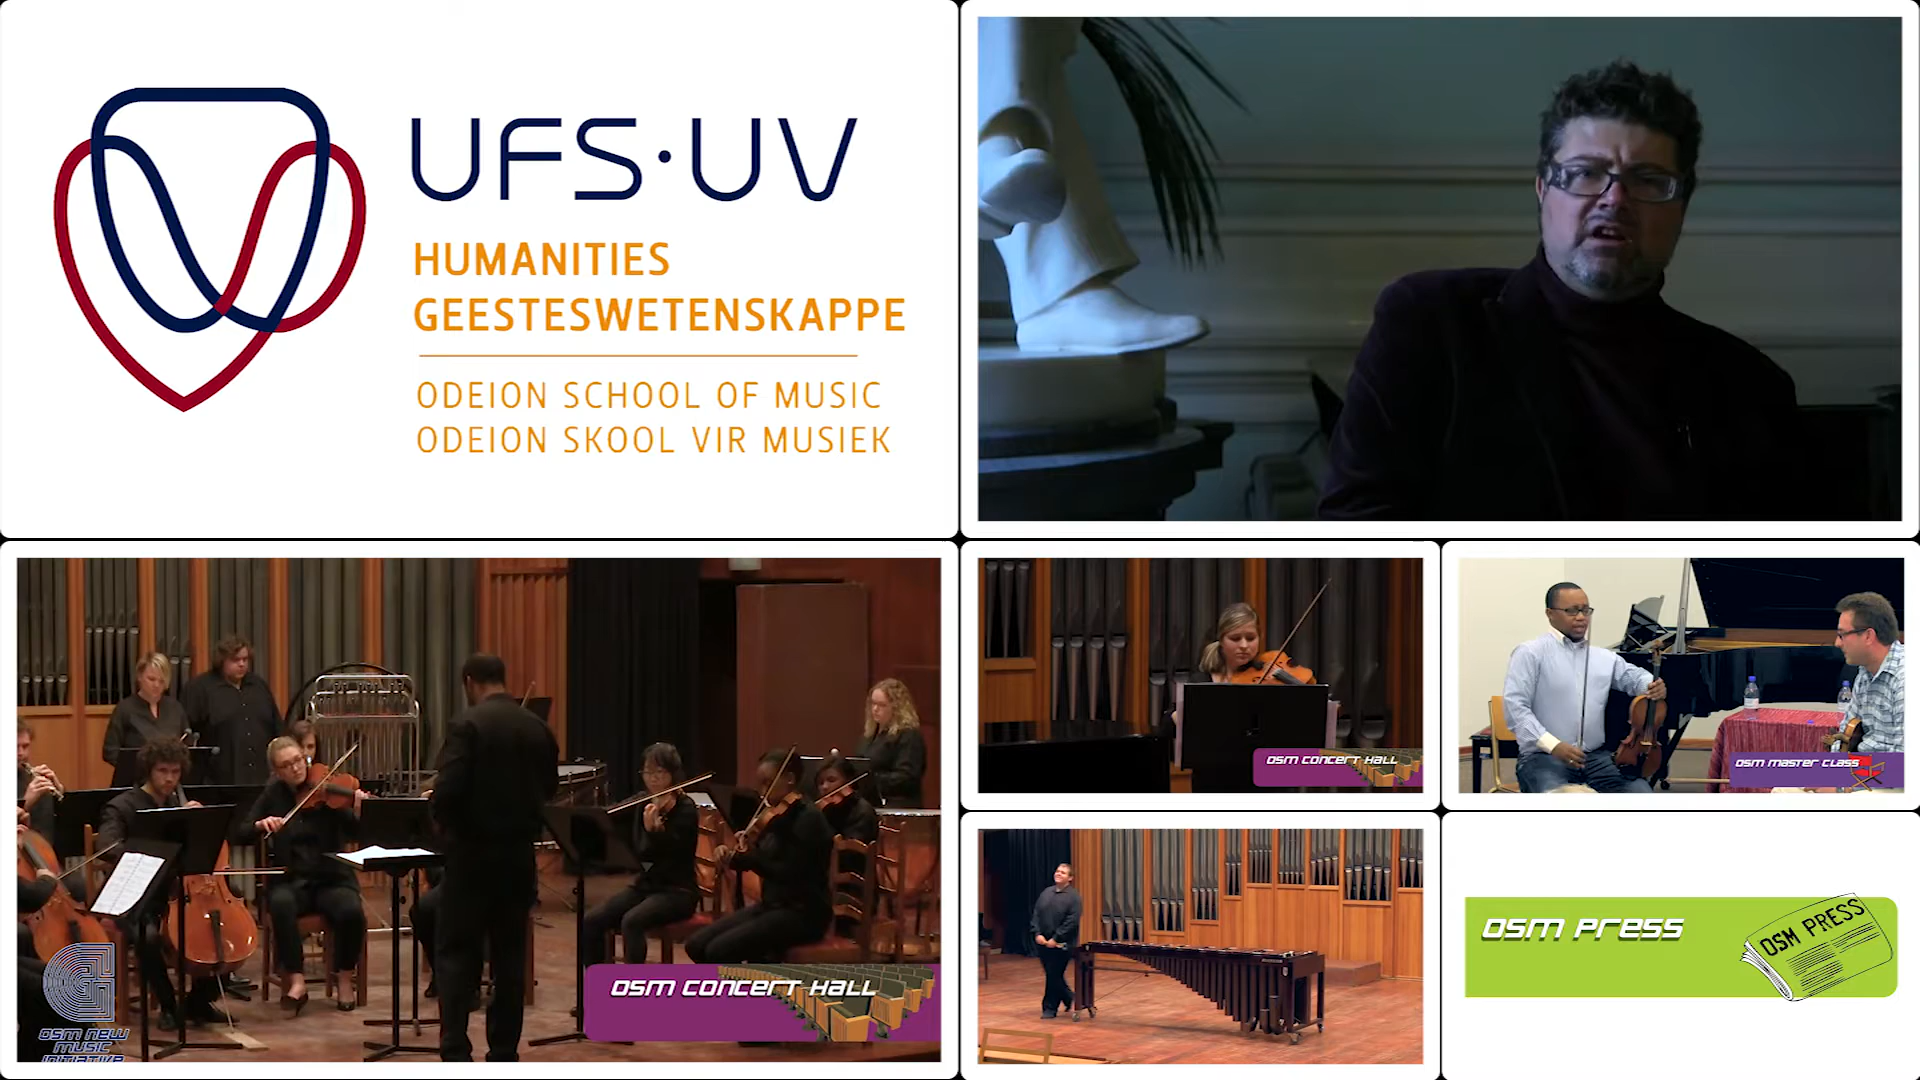 UFS·UV
HUMANITIES
GEESTESWETENSKAPPE
ODEION SCHOOL OF MUSIC
ODEION SKOOL VIR MUSIEK
OSM CONCERT HALL
OSM NEW
MUSIC
INITIATIVE
OSM CONCERT HALL
OSM MASTER CLASS
OSM PRESS
OSM PRESS